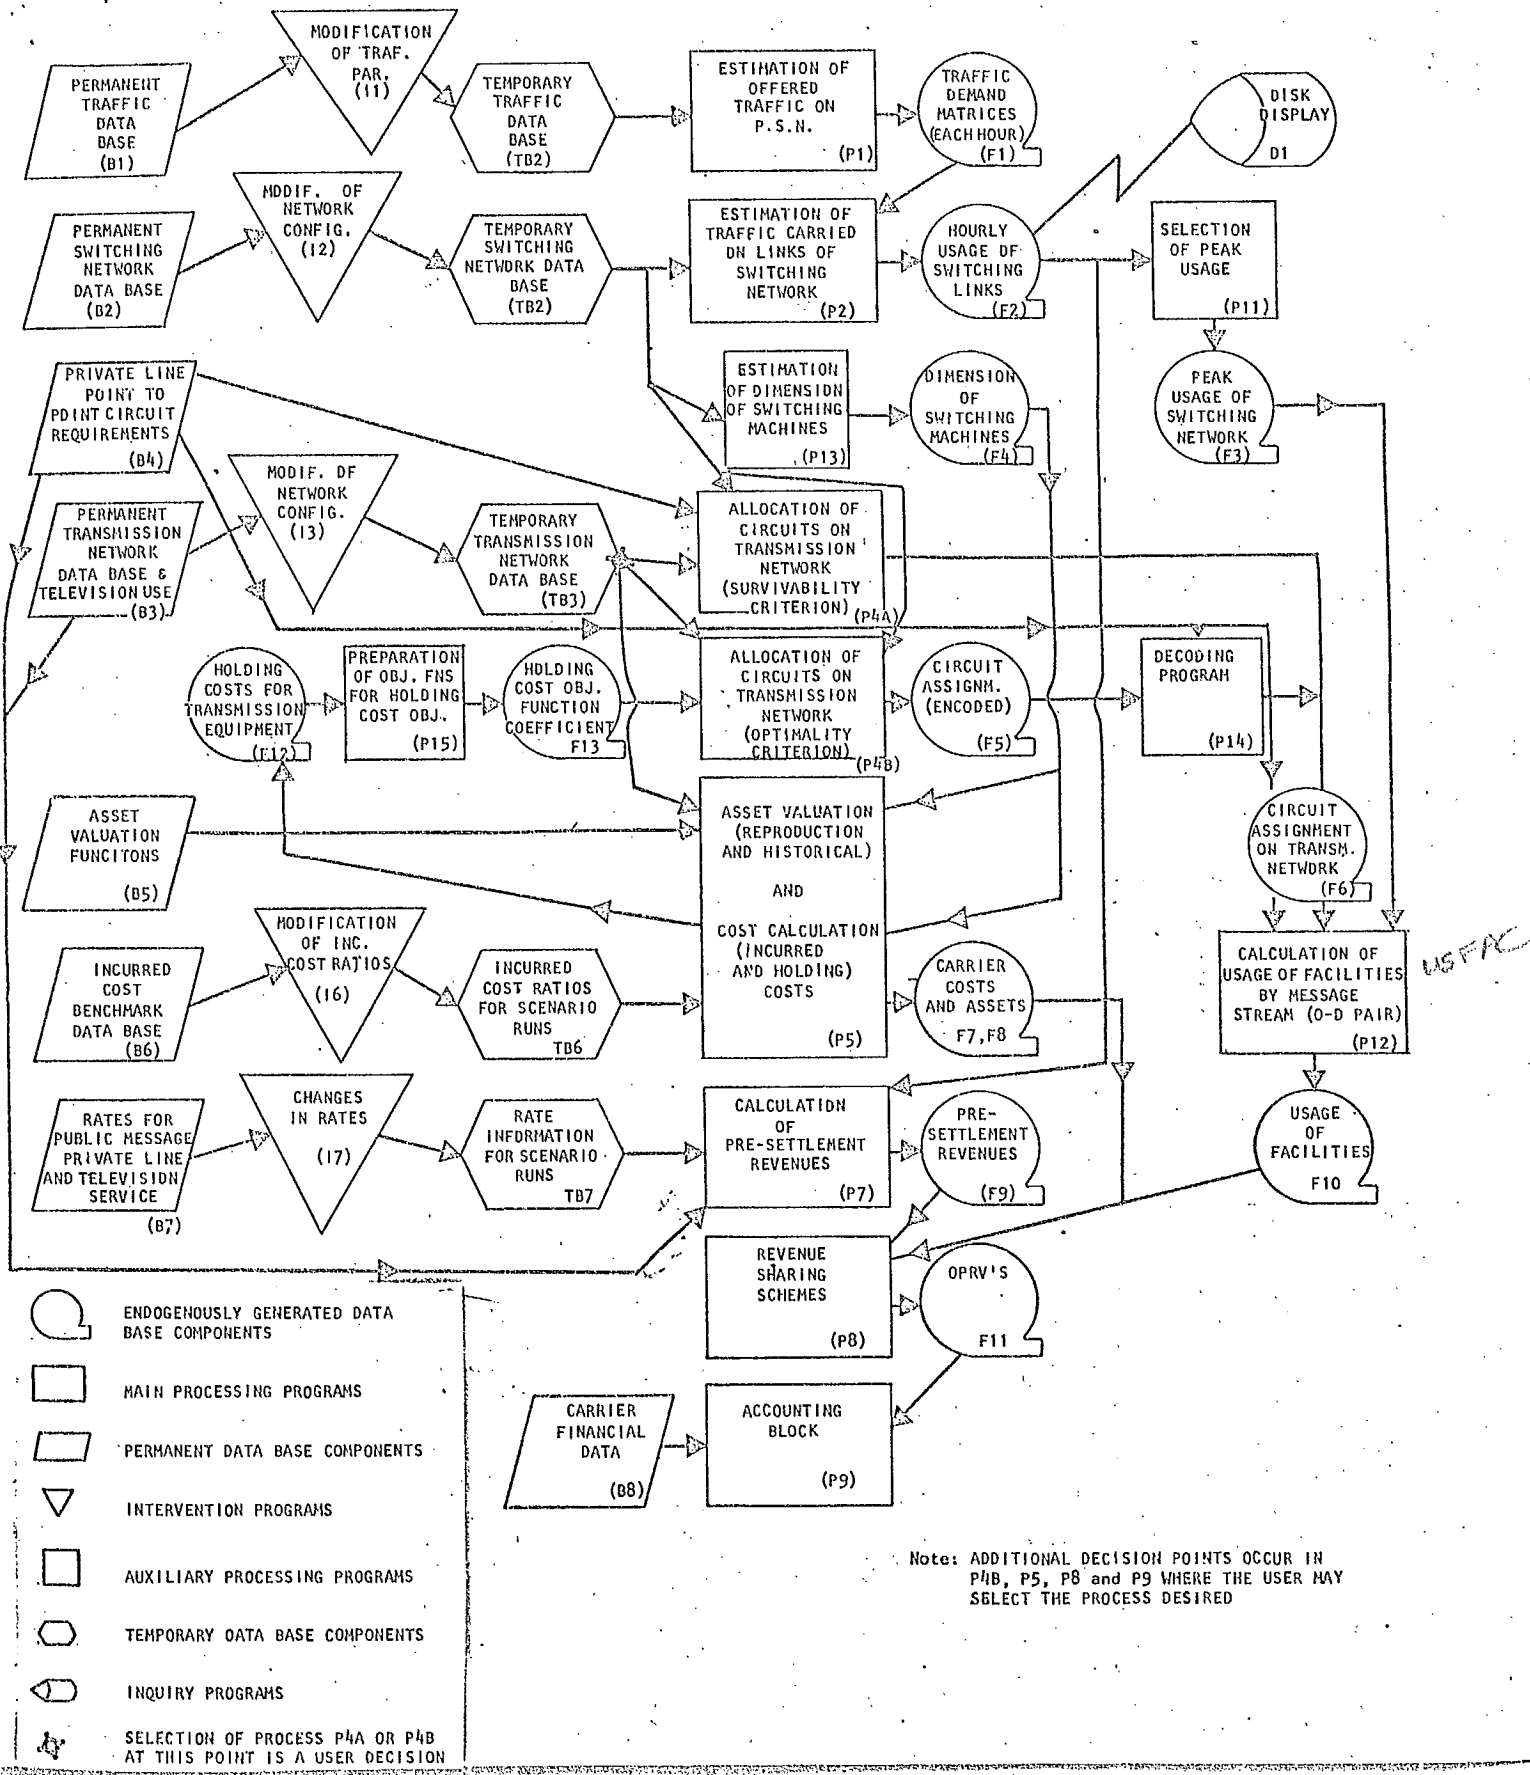 MODIFICATION
OF TRAF.
PAR.
(I1)
PERMANENT
TRAFFIC
DATA
BASE
(B1)
TEMPORARY
TRAFFIC
DATA
BASE
(TB2)
ESTIMATION OF
OFFERED
TRAFFIC ON
P.S.N.
(P1)
TRAFFIC
DEMAND
MATRICES
(EACH HOUR)
(F1)
DISK
DISPLAY
D1
PERMANENT
SWITCHING
NETWORK
DATA BASE
(B2)
MODIF. OF
NETWORK
CONFIG.
(I2)
TEMPORARY
SWITCHING
NETWORK DATA
BASE
(TB2)
ESTIMATION OF
TRAFFIC CARRIED
ON LINKS OF
SWITCHING
NETWORK
(P2)
HOURLY
USAGE OF
SWITCHING
LINKS
(F2)
SELECTION
OF PEAK
USAGE
(P11)
PRIVATE LINE
POINT TO
POINT CIRCUIT
REQUIREMENTS
(B4)
ESTIMATION
OF DIMENSION
OF SWITCHING
MACHINES
(P13)
DIMENSION
OF
SWITCHING
MACHINES
(F4)
PEAK
USAGE OF
SWITCHING
NETWORK
(F3)
PERMANENT
TRANSMISSION
NETWORK
DATA BASE &
TELEVISION USE
(B3)
MODIF. OF
NETWORK
CONFIG.
(I3)
TEMPORARY
TRANSMISSION
NETWORK
DATA BASE
(TB3)
ALLOCATION OF
CIRCUITS ON
TRANSMISSION
NETWORK
(SURVIVABILITY
CRITERION)
(P4A)
HOLDING
COSTS FOR
TRANSMISSION
EQUIPMENT
(F12)
PREPARATION
OF OBJ. FNS
FOR HOLDING
COST OBJ.
(P15)
HOLDING
COST OBJ.
FUNCTION
COEFFICIENT
F13
ALLOCATION OF
CIRCUITS ON
TRANSMISSION
NETWORK
(OPTIMALITY
CRITERION)
(P4B)
CIRCUIT
ASSIGNM.
(ENCODED)
(F5)
DECODING
PROGRAM
(P14)
ASSET
VALUATION
FUNCITONS
(B5)
ASSET VALUATION
(REPRODUCTION
AND HISTORICAL)
AND
COST CALCULATION
(INCURRED
AND HOLDING)
COSTS
(P5)
CIRCUIT
ASSIGNMENT
ON TRANSM.
NETWORK
(F6)
INCURRED
COST
BENCHMARK
DATA BASE
(B6)
MODIFICATION
OF INC.
COST RATIOS
(I6)
INCURRED
COST RATIOS
FOR SCENARIO
RUNS
TB6
CARRIER
COSTS
AND ASSETS
F7,F8
CALCULATION OF
USAGE OF FACILITIES
BY MESSAGE
STREAM (O-D PAIR)
(P12)
USFAC
RATES FOR
PUBLIC MESSAGE
PRIVATE LINE
AND TELEVISION
SERVICE
(B7)
CHANGES
IN RATES
(I7)
RATE
INFORMATION
FOR SCENARIO
RUNS
TB7
CALCULATION
OF
PRE-SETTLEMENT
REVENUES
(P7)
PRE-
SETTLEMENT
REVENUES
(F9)
USAGE
OF
FACILITIES
F10
REVENUE
SHARING
SCHEMES
(P8)
OPRV'S
F11
CARRIER
FINANCIAL
DATA
(B8)
ACCOUNTING
BLOCK
(P9)
ENDOGENOUSLY GENERATED DATA
BASE COMPONENTS
MAIN PROCESSING PROGRAMS
PERMANENT DATA BASE COMPONENTS
INTERVENTION PROGRAMS
AUXILIARY PROCESSING PROGRAMS
TEMPORARY DATA BASE COMPONENTS
INQUIRY PROGRAMS
SELECTION OF PROCESS P4A OR P4B
AT THIS POINT IS A USER DECISION
Note: ADDITIONAL DECISION POINTS OCCUR IN
P4B, P5, P8 and P9 WHERE THE USER MAY
SELECT THE PROCESS DESIRED